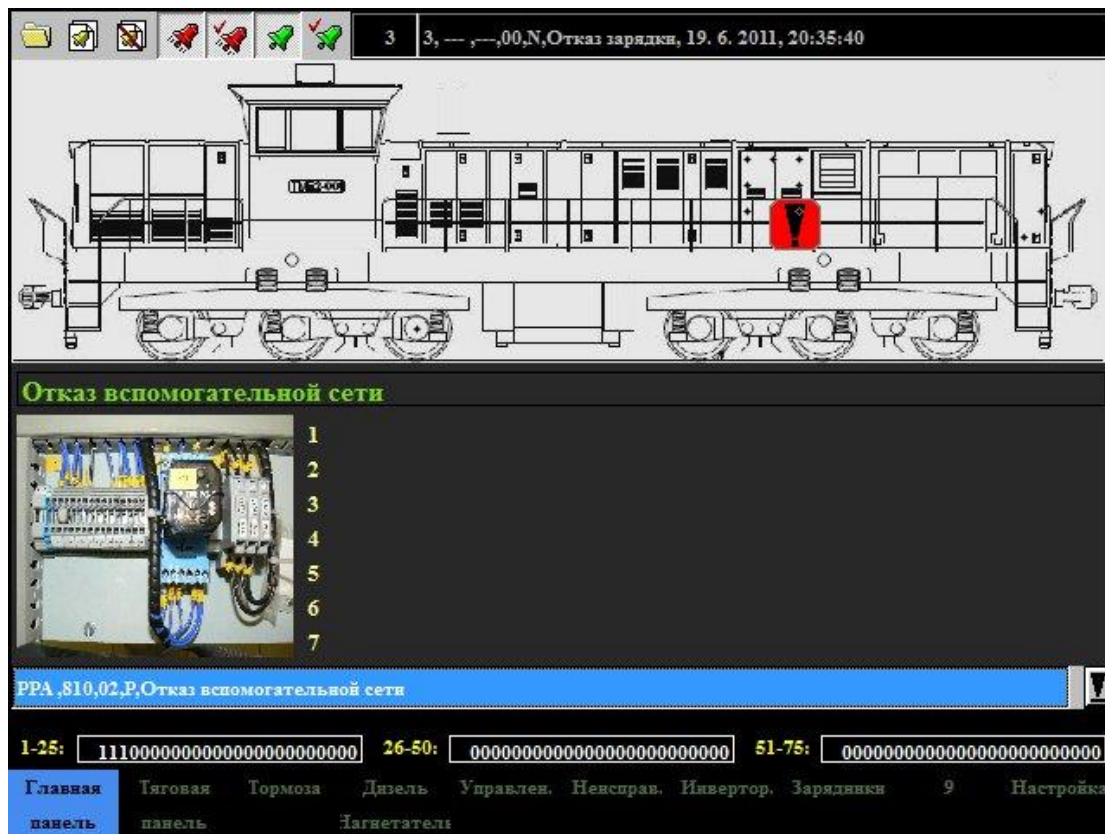 3 3, --- ,---,00,N,Отказ зарядки, 19. 6. 2011, 20:35:40
Отказ вспомогательной сети
1
2
3
4
5
6
7
PPA ,810,02,P,Отказ вспомогательной сети
1-25: 1110000000000000000000000 26-50: 0000000000000000000000000 51-75: 0000000000000000000000000
Главная Тяговая Тормоза Дизель Управлен. Неисправ. Инвертор. Зарядники 9 Настройка
панель панель Нагнетатель